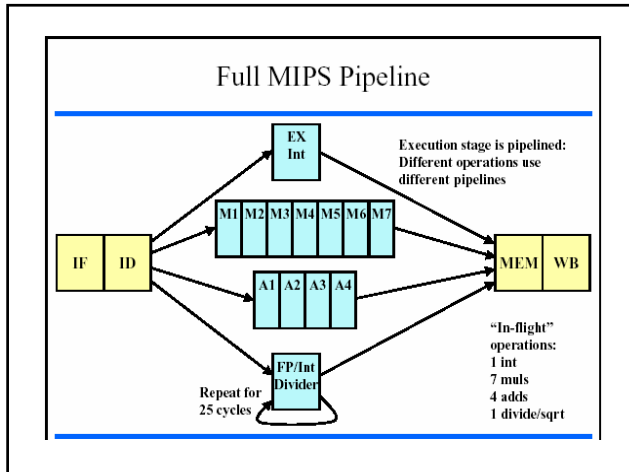 Full MIPS Pipeline
EX
Int
Execution stage is pipelined:
Different operations use
different pipelines
M1 M2 M3 M4 M5 M6 M7
IF ID
MEM WB
A1 A2 A3 A4
FP/Int
Divider
Repeat for
25 cycles
“In-flight”
operations:
1 int
7 muls
4 adds
1 divide/sqrt